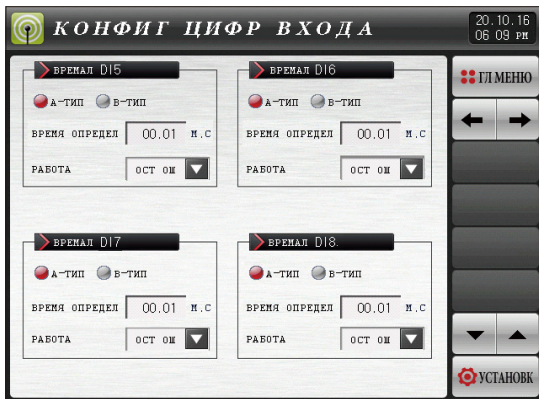 КОНФИГ ЦИФР ВХОДА
20.10.16
06 09 PM
ВРЕМАЛ DI5
А-ТИП В-ТИП
ВРЕМЯ ОПРЕДЕЛ 00.01 М.С
РАБОТА ОСТ ОШ
ВРЕМАЛ DI6
А-ТИП В-ТИП
ВРЕМЯ ОПРЕДЕЛ 00.01 М.С
РАБОТА ОСТ ОШ
ВРЕМАЛ DI7
А-ТИП В-ТИП
ВРЕМЯ ОПРЕДЕЛ 00.01 М.С
РАБОТА ОСТ ОШ
ВРЕМАЛ DI8.
А-ТИП В-ТИП
ВРЕМЯ ОПРЕДЕЛ 00.01 М.С
РАБОТА ОСТ ОШ
ГЛ МЕНЮ
УСТАНОВК